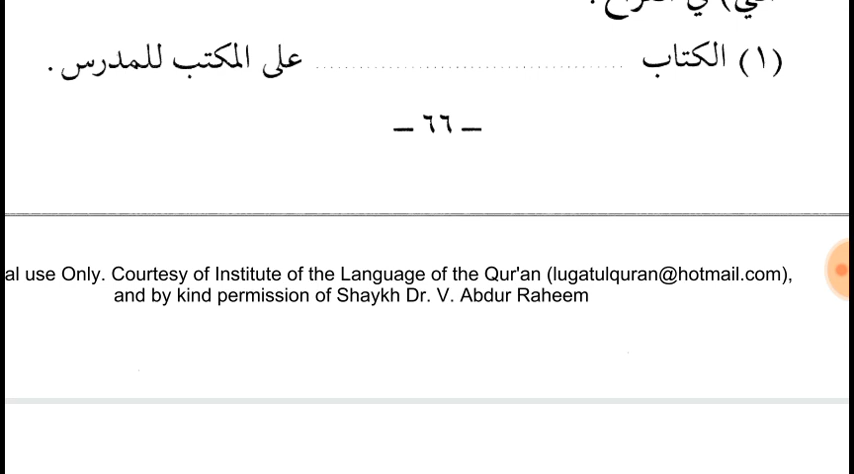 (١) الكتاب .............................. على المكتب للمدرس .
– ٦٦ –
al use Only. Courtesy of Institute of the Language of the Qur'an (lugatulquran@hotmail.com),
and by kind permission of Shaykh Dr. V. Abdur Raheem